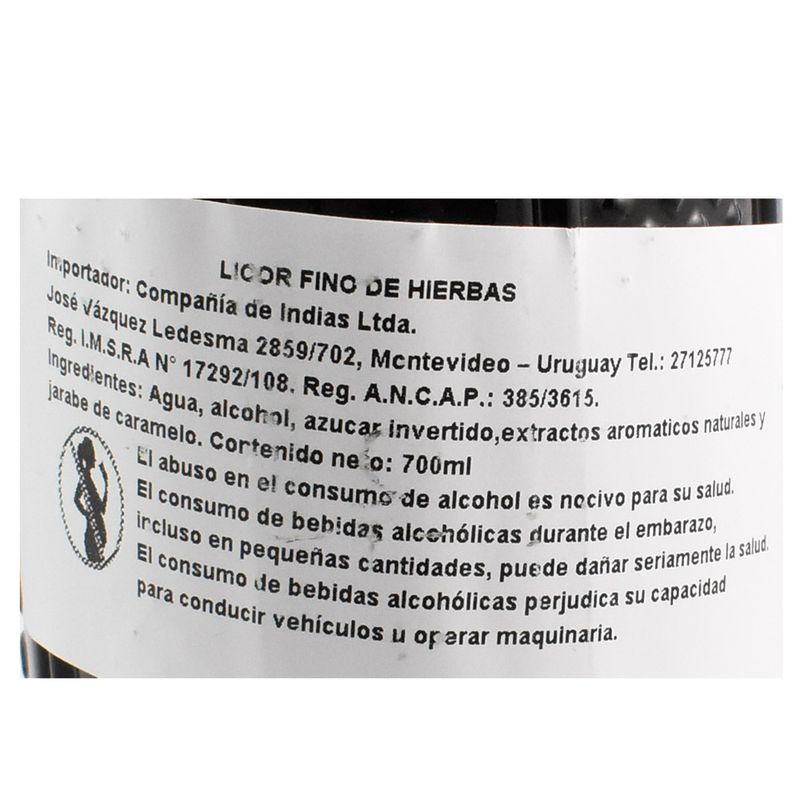 LICOR FINO DE HIERBAS
Importador: Compañía de Indias Ltda.
José Vázquez Ledesma 2859/702, Montevideo – Uruguay Tel.: 27125777
Reg. I.M.S.R.A N° 17292/108. Reg. A.N.C.A.P.: 385/3615.
Ingredientes: Agua, alcohol, azucar invertido,extractos aromaticos naturales y
jarabe de caramelo. Contenido neto: 700ml
El abuso en el consumo de alcohol es nocivo para su salud.
El consumo de bebidas alcohólicas durante el embarazo,
incluso en pequeñas cantidades, puede dañar seriamente la salud.
El consumo de bebidas alcohólicas perjudica su capacidad
para conducir vehículos u operar maquinaria.